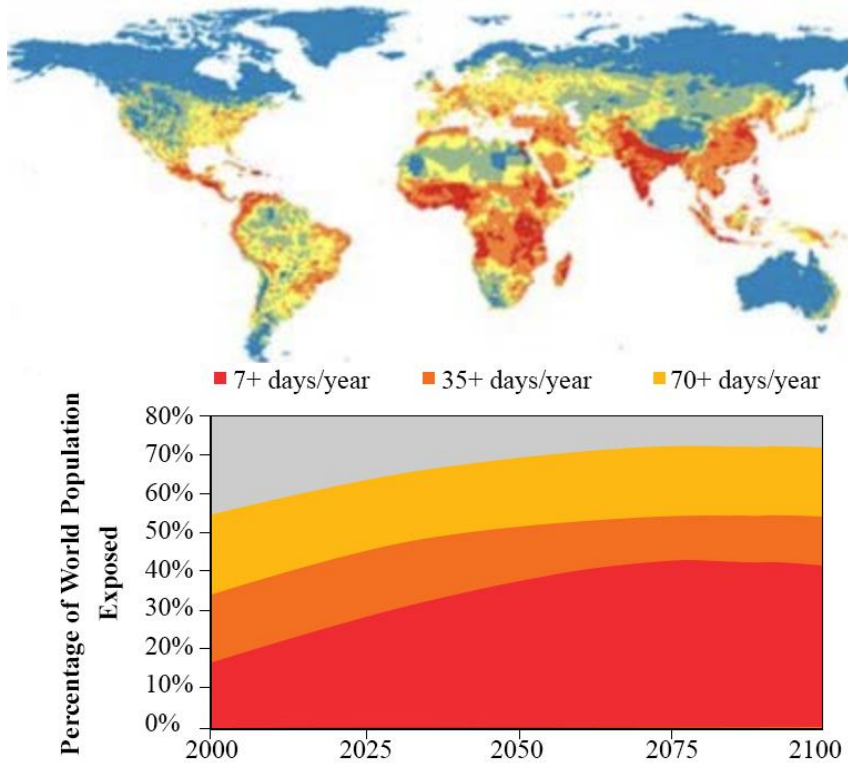 7+ days/year 35+ days/year 70+ days/year
Percentage of World Population
Exposed
80%
70%
60%
50%
40%
30%
20%
10%
0%
2000 2025 2050 2075 2100